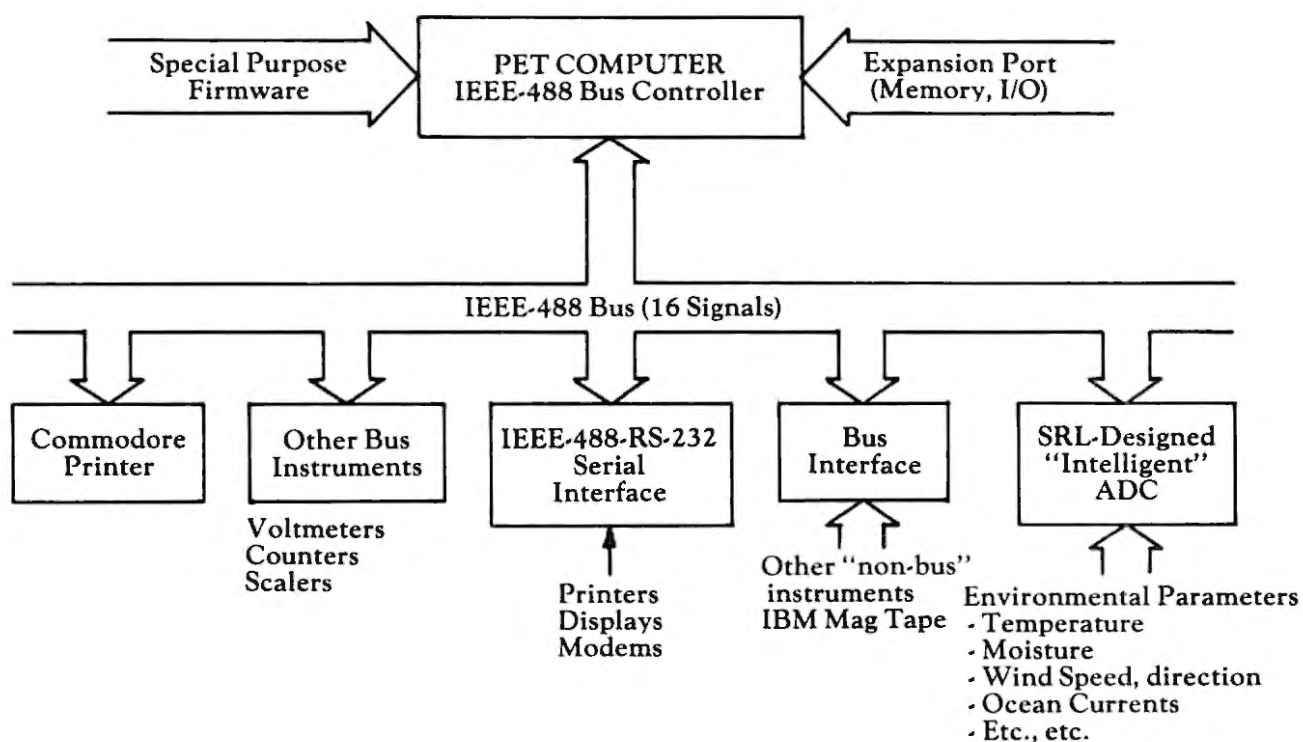 Special Purpose
Firmware
PET COMPUTER
IEEE-488 Bus Controller
Expansion Port
(Memory, I/O)
IEEE-488 Bus (16 Signals)
Commodore
Printer
Other Bus
Instruments
Voltmeters
Counters
Scalers
IEEE-488-RS-232
Serial
Interface
Printers
Displays
Modems
Bus
Interface
Other "non-bus"
instruments
IBM Mag Tape
SRL-Designed
"Intelligent"
ADC
Environmental Parameters
- Temperature
- Moisture
- Wind Speed, direction
- Ocean Currents
- Etc., etc.